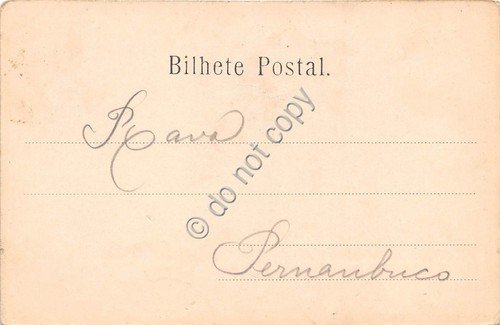 Bilhete Postal.
© do not copy
Pernambuco